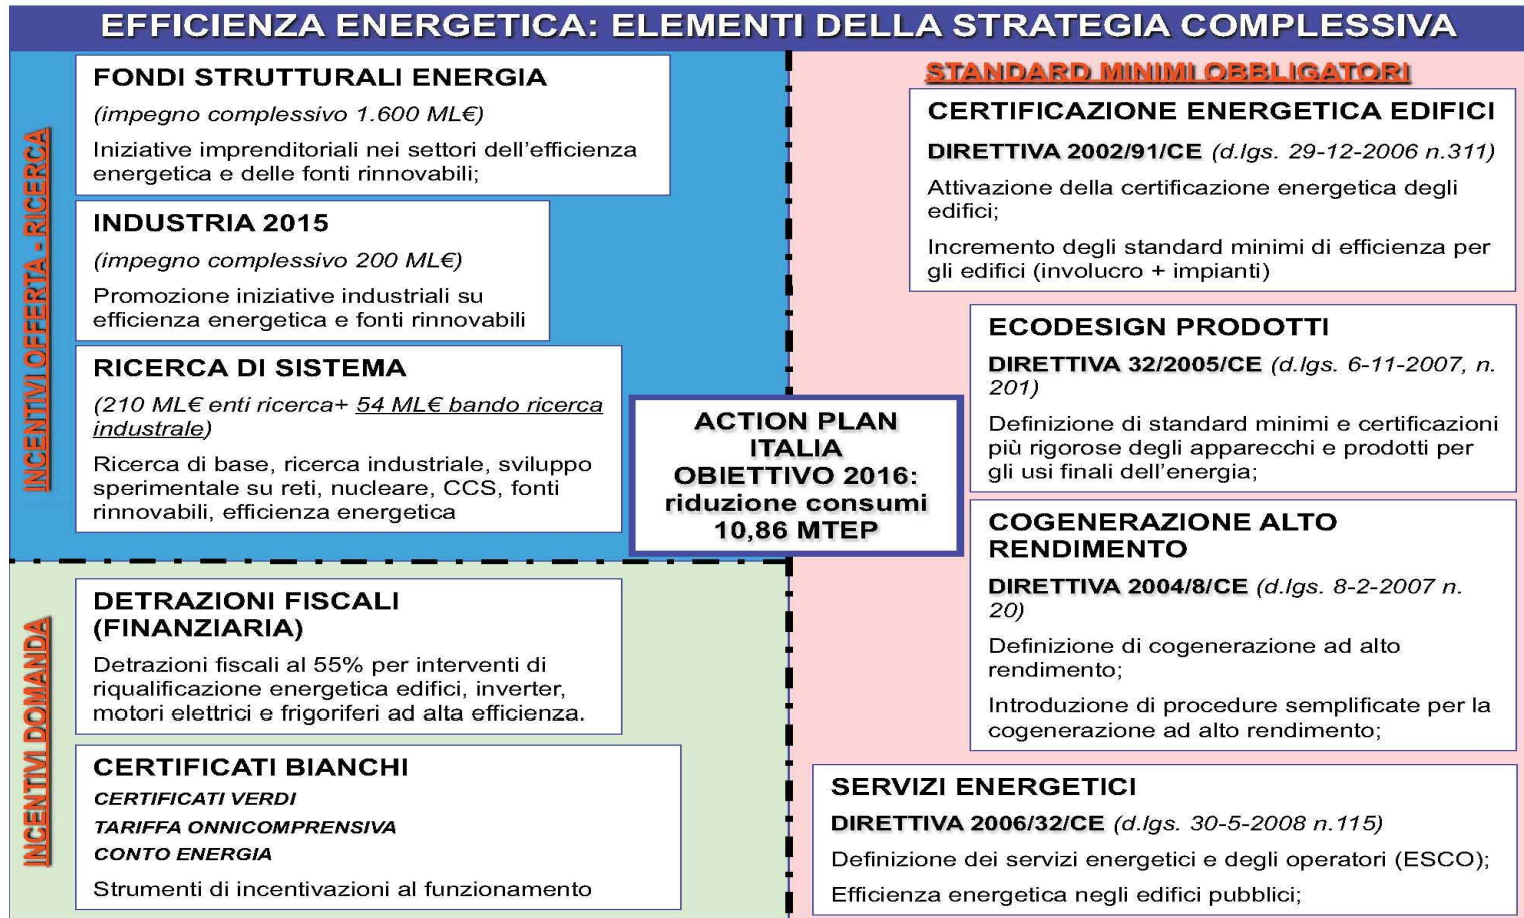 EFFICIENZA ENERGETICA: ELEMENTI DELLA STRATEGIA COMPLESSIVA
INCENTIVI OFFERTA - RICERCA
FONDI STRUTTURALI ENERGIA
(impegno complessivo 1.600 ML€)
Iniziative imprenditoriali nei settori dell'efficienza
energetica e delle fonti rinnovabili;
INDUSTRIA 2015
(impegno complessivo 200 ML€)
Promozione iniziative industriali su
efficienza energetica e fonti rinnovabili
RICERCA DI SISTEMA
(210 ML€ enti ricerca+ 54 ML€ bando ricerca
industrale)
Ricerca di base, ricerca industriale, sviluppo
sperimentale su reti, nucleare, CCS, fonti
rinnovabili, efficienza energetica
INCENTIVI DOMANDA
DETRAZIONI FISCALI
(FINANZIARIA)
Detrazioni fiscali al 55% per interventi di
riqualificazione energetica edifici, inverter,
motori elettrici e frigoriferi ad alta efficienza.
CERTIFICATI BIANCHI
CERTIFICATI VERDI
TARIFFA ONNICOMPRENSIVA
CONTO ENERGIA
Strumenti di incentivazioni al funzionamento
ACTION PLAN
ITALIA
OBIETTIVO 2016:
riduzione consumi
10,86 MTEP
STANDARD MINIMI OBBLIGATORI
CERTIFICAZIONE ENERGETICA EDIFICI
DIRETTIVA 2002/91/CE (d.lgs. 29-12-2006 n.311)
Attivazione della certificazione energetica degli
edifici;
Incremento degli standard minimi di efficienza per
gli edifici (involucro + impianti)
ECODESIGN PRODOTTI
DIRETTIVA 32/2005/CE (d.lgs. 6-11-2007, n.
201)
Definizione di standard minimi e certificazioni
più rigorose degli apparecchi e prodotti per
gli usi finali dell'energia;
COGENERAZIONE ALTO
RENDIMENTO
DIRETTIVA 2004/8/CE (d.lgs. 8-2-2007 n.
20)
Definizione di cogenerazione ad alto
rendimento;
Introduzione di procedure semplificate per la
cogenerazione ad alto rendimento;
SERVIZI ENERGETICI
DIRETTIVA 2006/32/CE (d.lgs. 30-5-2008 n.115)
Definizione dei servizi energetici e degli operatori (ESCO);
Efficienza energetica negli edifici pubblici;